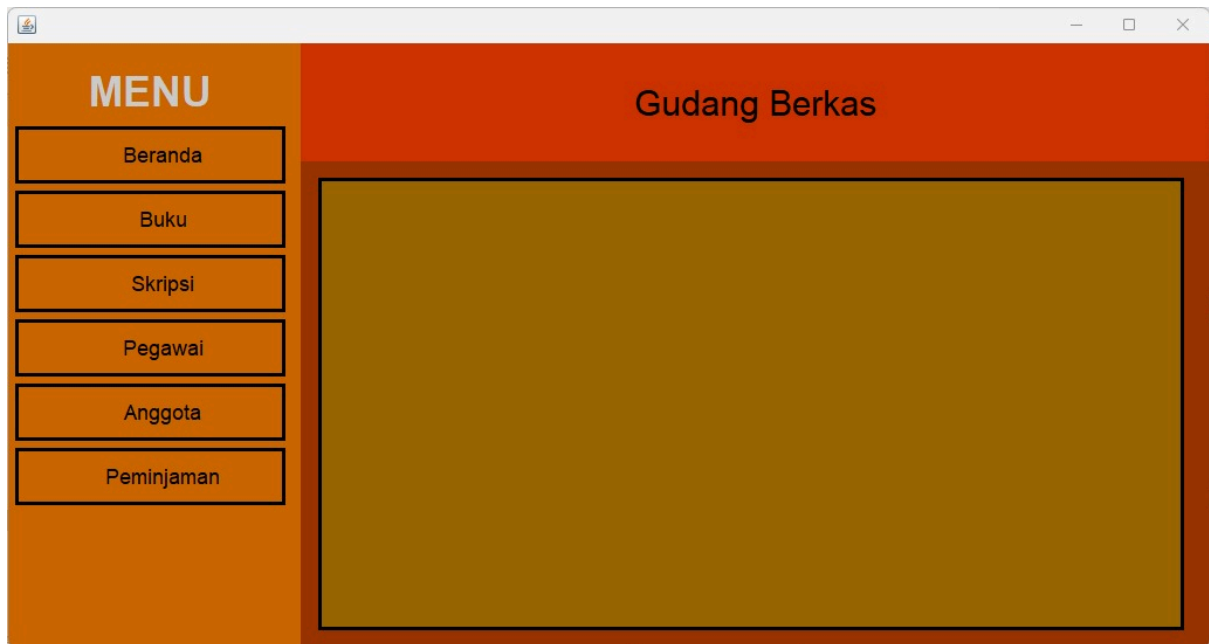 MENU
Beranda
Buku
Skripsi
Pegawai
Anggota
Peminjaman
Gudang Berkas